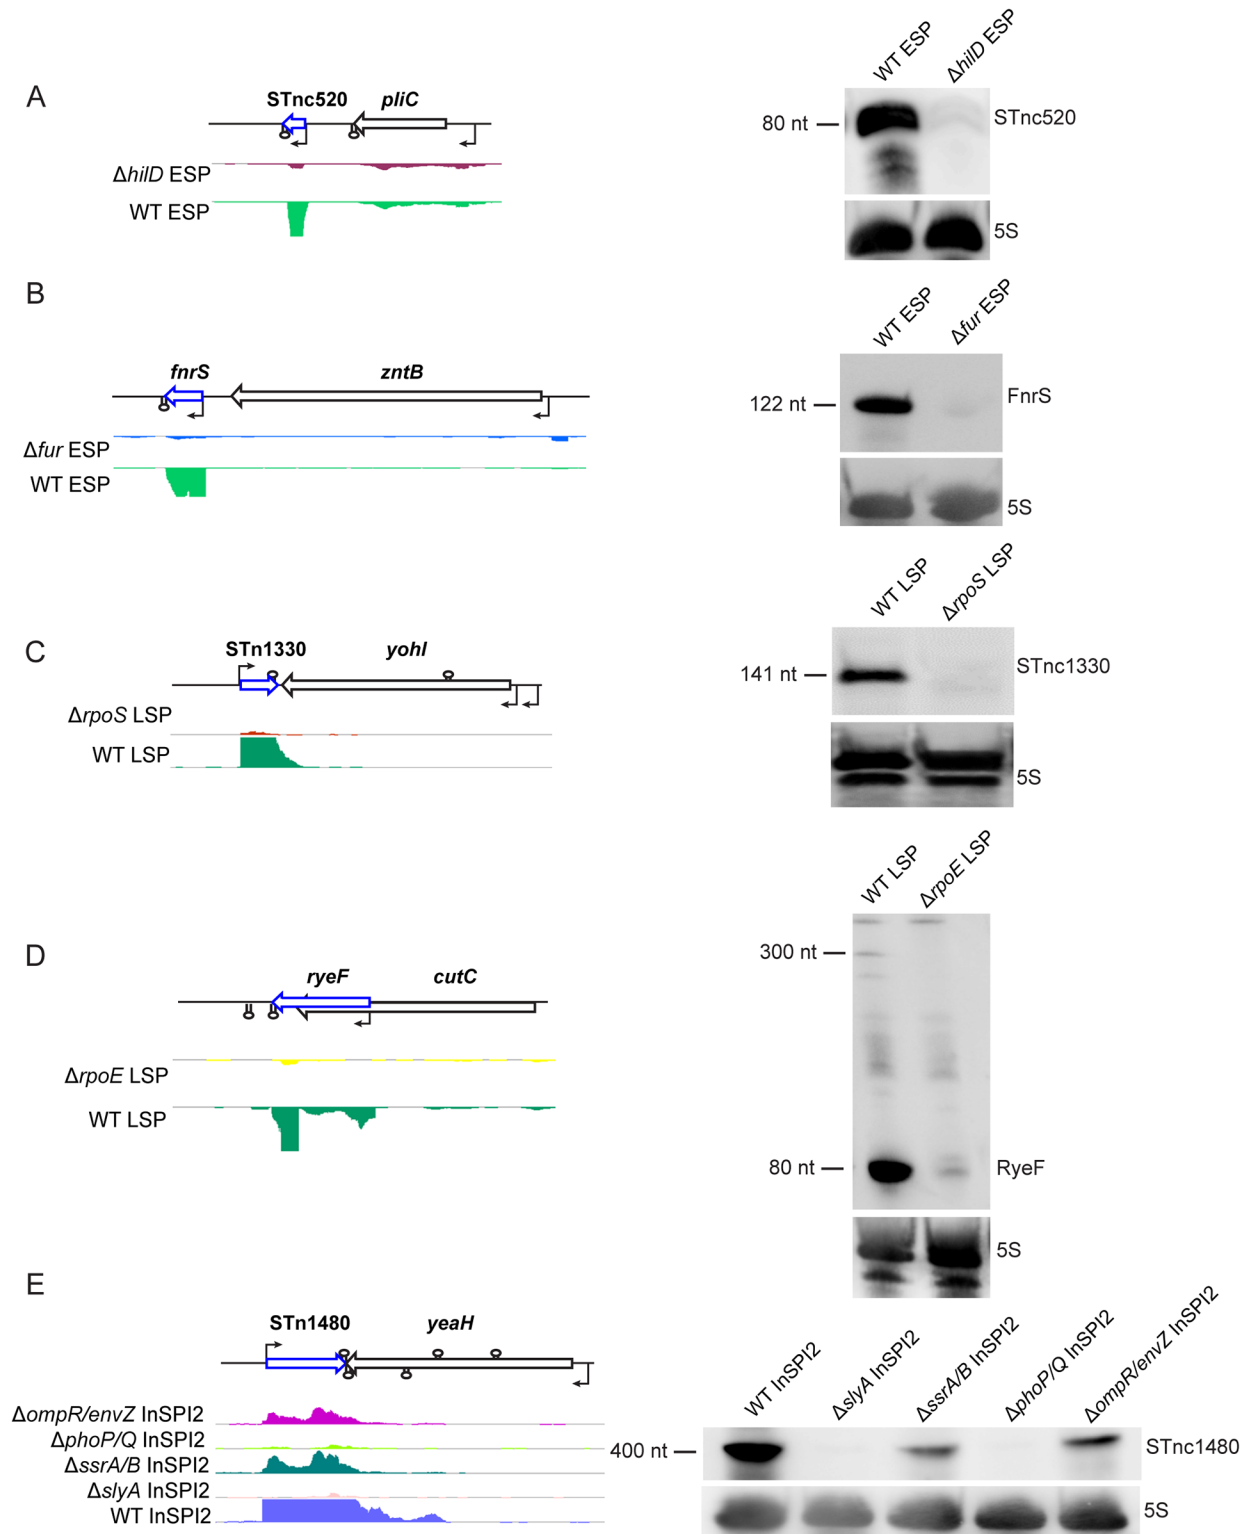 A
STnc520 pliC
ΔhilD ESP
WT ESP
WT ESP ΔhilD ESP
80 nt STnc520
5S
B
fnrS zntB
Δfur ESP
WT ESP
WT ESP Δfur ESP
122 nt FnrS
5S
C
STn1330 yohI
ΔrpoS LSP
WT LSP
WT LSP ΔrpoS LSP
141 nt STnc1330
5S
D
ryeF cutC
ΔrpoE LSP
WT LSP
WT LSP ΔrpoE LSP
300 nt
80 nt RyeF
5S
E
STn1480 yeaH
ΔompR/envZ InSPI2
ΔphoP/Q InSPI2
ΔssrA/B InSPI2
ΔslyA InSPI2
WT InSPI2
WT InSPI2 ΔslyA InSPI2 ΔssrA/B InSPI2 ΔphoP/Q InSPI2 ΔompR/envZ InSPI2
400 nt STnc1480
5S